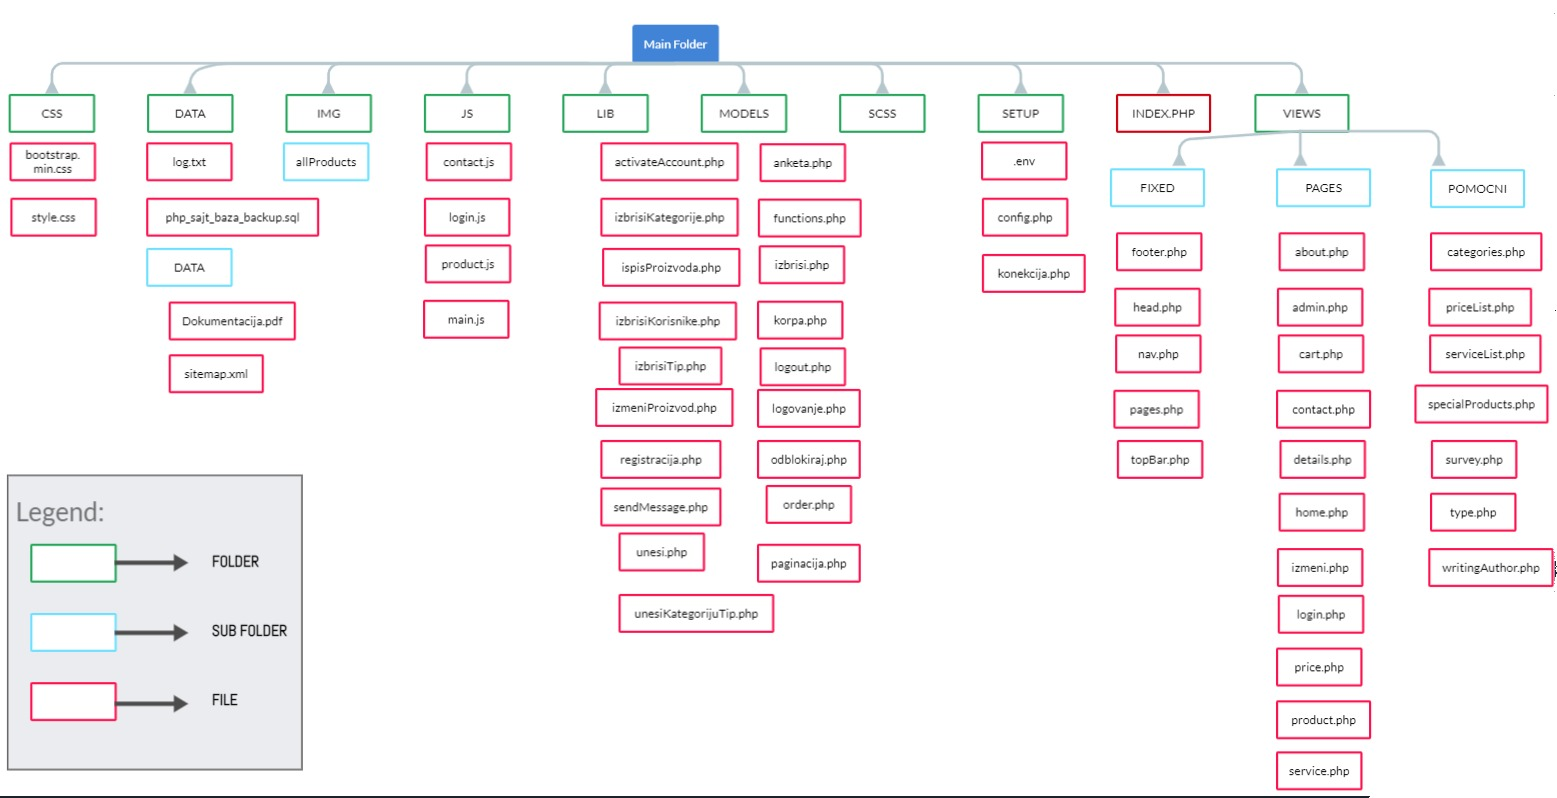 Main Folder
CSS
DATA
IMG
JS
LIB
MODELS
SCSS
SETUP
INDEX.PHP
VIEWS
bootstrap.
min.css
style.css
log.txt
php_sajt_baza_backup.sql
DATA
Dokumentacija.pdf
sitemap.xml
allProducts
contact.js
login.js
product.js
main.js
activateAccount.php
izbrisiKategorije.php
ispisProizvoda.php
izbrisiKorisnike.php
izbrisiTip.php
izmeniProizvod.php
registracija.php
sendMessage.php
unesi.php
unesiKategorijuTip.php
anketa.php
functions.php
izbrisi.php
korpa.php
logout.php
logovanje.php
odblokiraj.php
order.php
paginacija.php
.env
config.php
konekcija.php
FIXED
footer.php
head.php
nav.php
pages.php
topBar.php
PAGES
about.php
admin.php
cart.php
contact.php
details.php
home.php
izmeni.php
login.php
price.php
product.php
service.php
POMOCNI
categories.php
priceList.php
serviceList.php
specialProducts.php
survey.php
type.php
writingAuthor.php
Legend:
FOLDER
SUB FOLDER
FILE